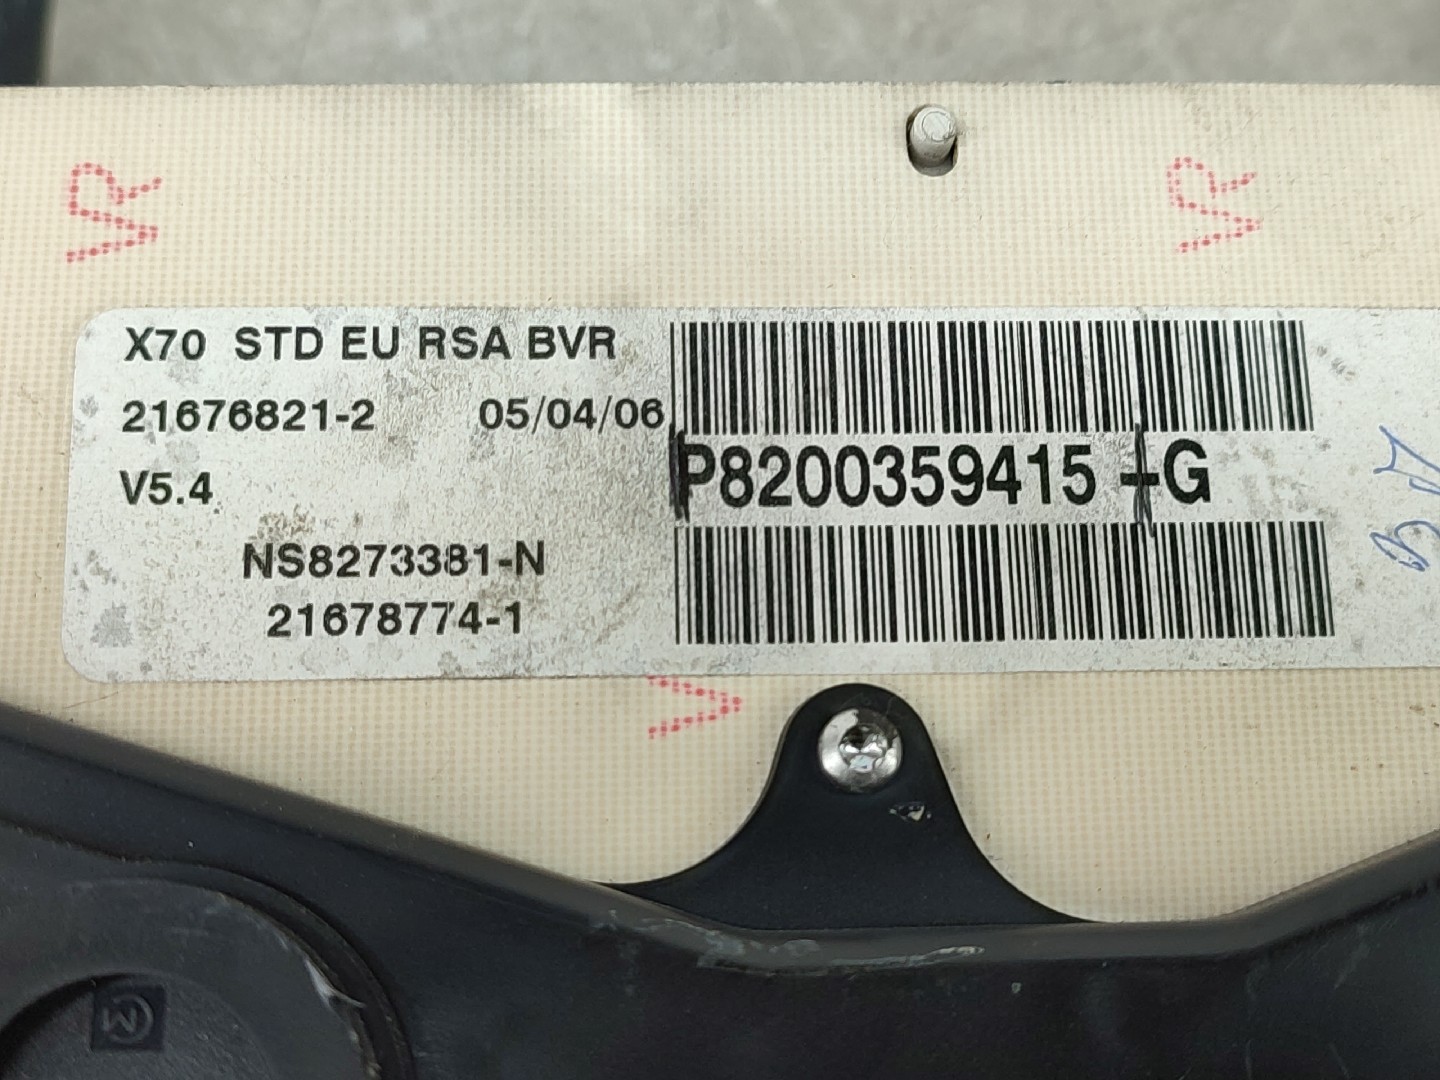 VR
VR
X70 STD EU RSA BVR
21676821-2 05/04/06
P8200359415 -G
V5.4
NS8273381-N
21678774-1
V
M